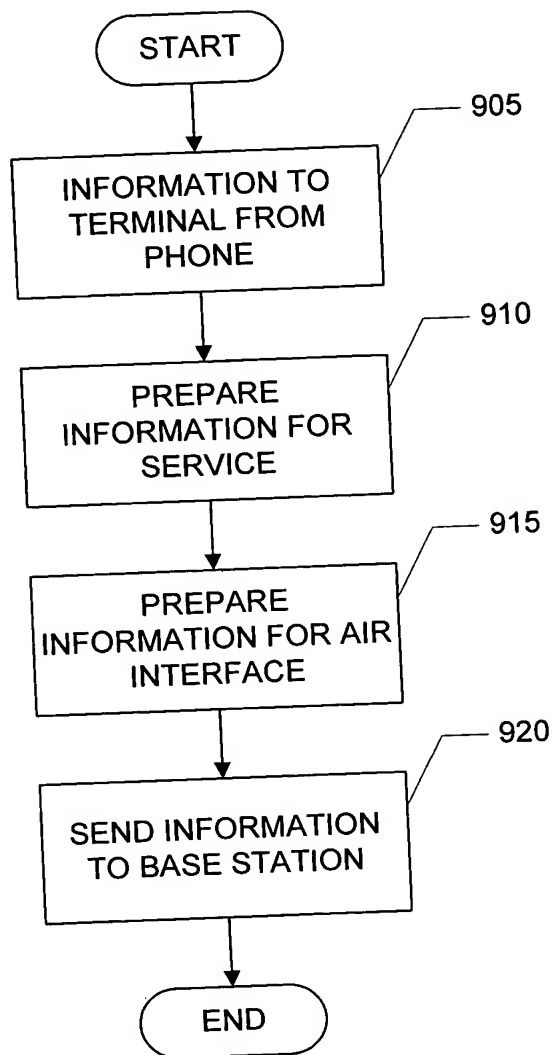 START
905
INFORMATION TO
TERMINAL FROM
PHONE
910
PREPARE
INFORMATION FOR
SERVICE
915
PREPARE
INFORMATION FOR AIR
INTERFACE
920
SEND INFORMATION
TO BASE STATION
END